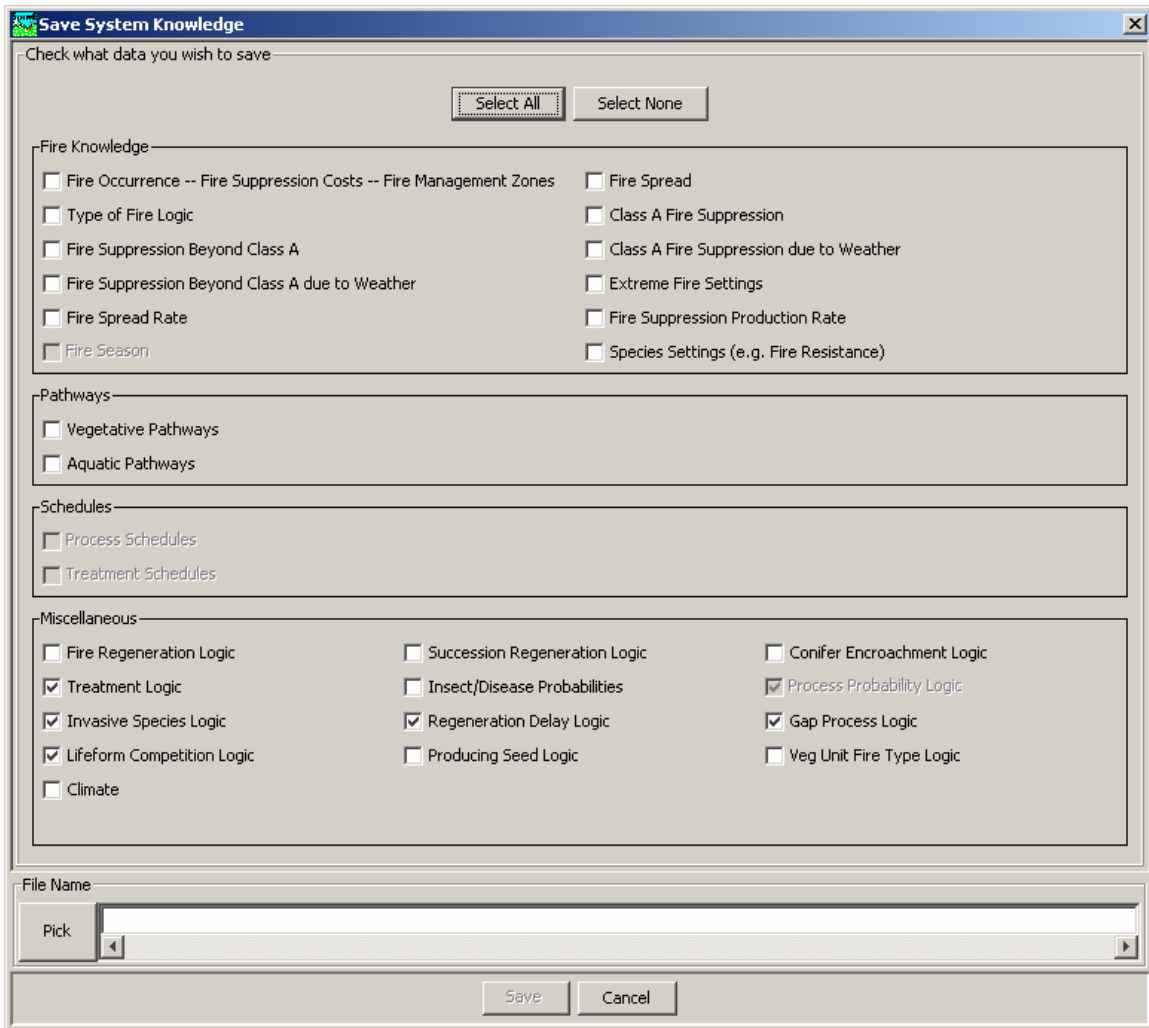 Save System Knowledge
Check what data you wish to save
Select All Select None
Fire Knowledge
Fire Occurrence -- Fire Suppression Costs -- Fire Management Zones Fire Spread
Type of Fire Logic Class A Fire Suppression
Fire Suppression Beyond Class A Class A Fire Suppression due to Weather
Fire Suppression Beyond Class A due to Weather Extreme Fire Settings
Fire Spread Rate Fire Suppression Production Rate
Fire Season Species Settings (e.g. Fire Resistance)
Pathways
Vegetative Pathways
Aquatic Pathways
Schedules
Process Schedules
Treatment Schedules
Miscellaneous
Fire Regeneration Logic Succession Regeneration Logic Conifer Encroachment Logic
Treatment Logic Insect/Disease Probabilities Process Probability Logic
Invasive Species Logic Regeneration Delay Logic Gap Process Logic
Lifeform Competition Logic Producing Seed Logic Veg Unit Fire Type Logic
Climate
File Name
Pick
Save Cancel